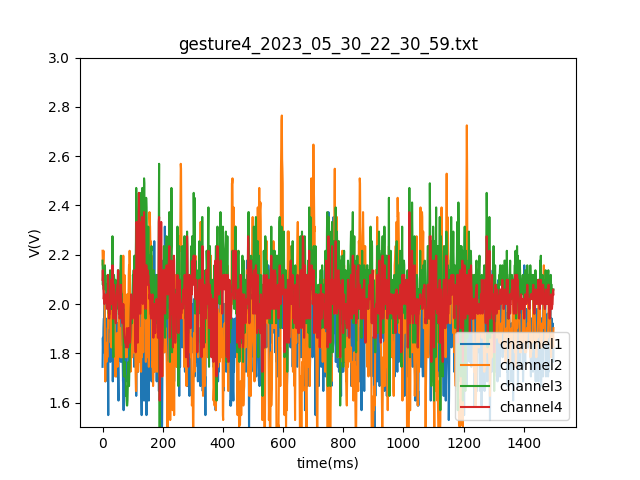 gesture4_2023_05_30_22_30_59.txt
3.0
2.8
2.6
2.4
2.2
2.0
1.8
1.6
V(V)
channel1
channel2
channel3
channel4
0 200 400 600 800 1000 1200 1400
time(ms)